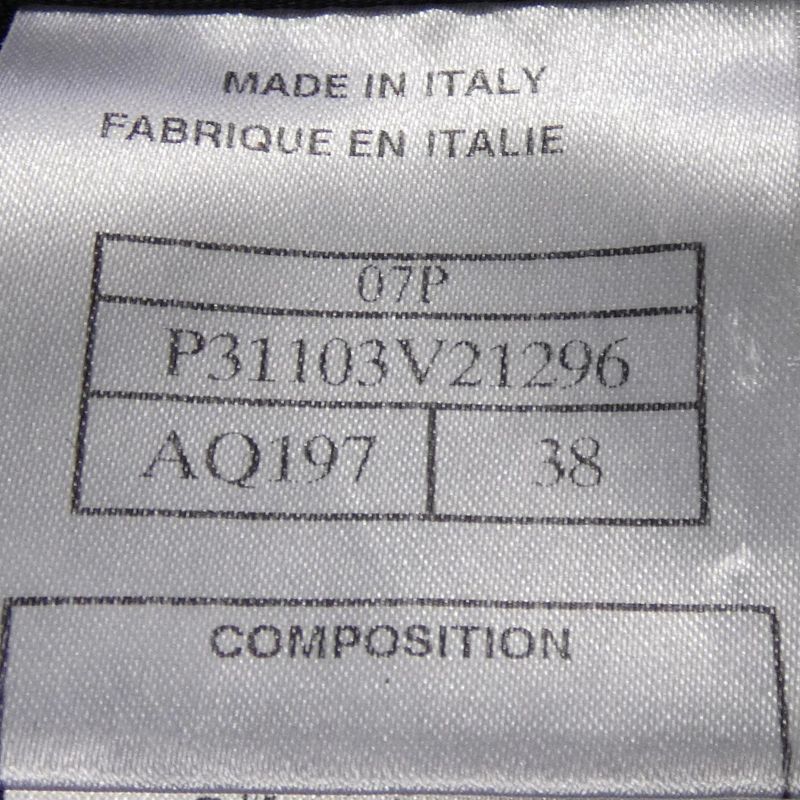 MADE IN ITALY
FABRIQUE EN ITALIE
07P
P31103V21296
AQ197 38
COMPOSITION